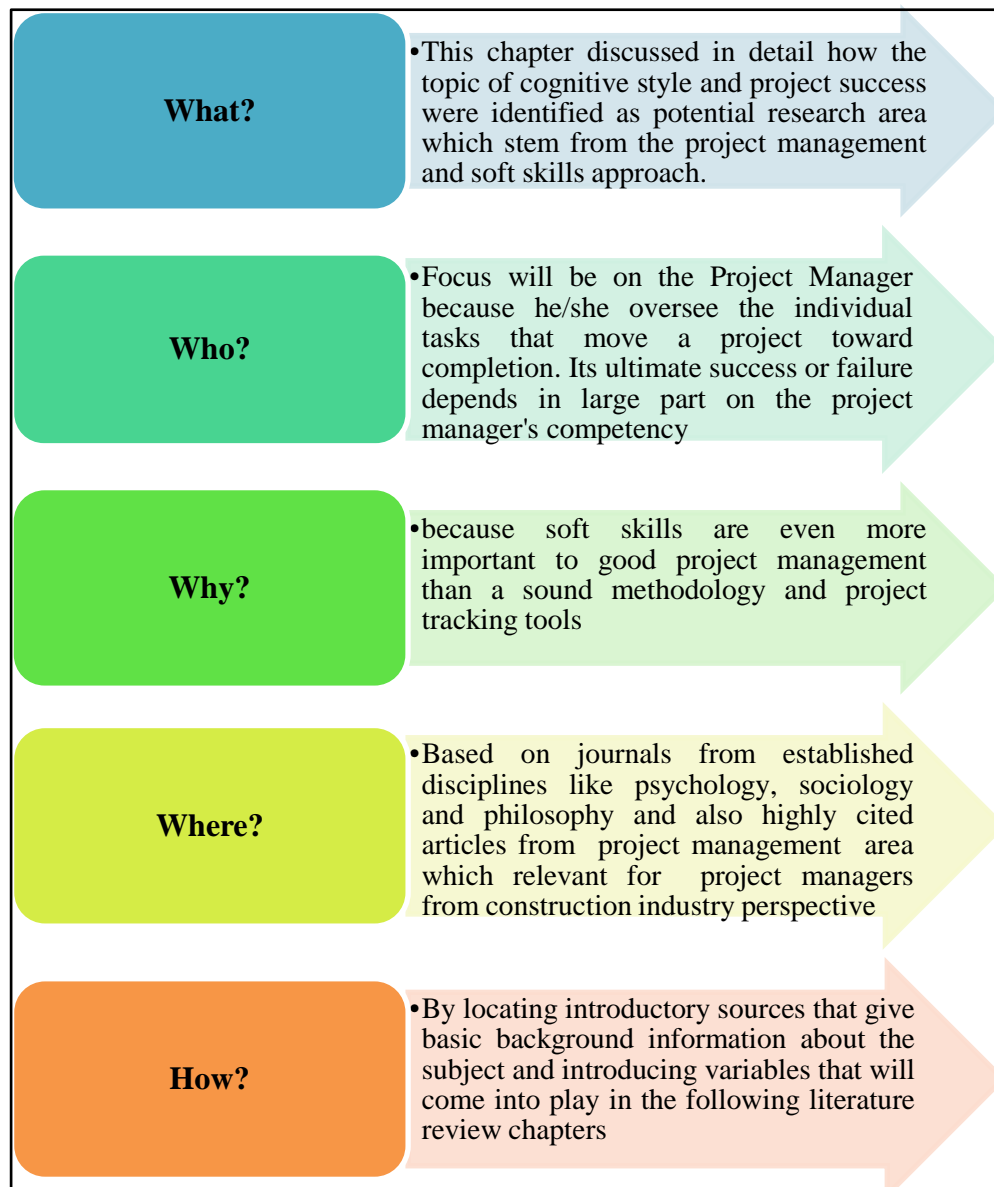 What?
•This chapter discussed in detail how the
topic of cognitive style and project success
were identified as potential research area
which stem from the project management
and soft skills approach.
Who?
•Focus will be on the Project Manager
because he/she oversee the individual
tasks that move a project toward
completion. Its ultimate success or failure
depends in large part on the project
manager's competency
Why?
•because soft skills are even more
important to good project management
than a sound methodology and project
tracking tools
Where?
•Based on journals from established
disciplines like psychology, sociology
and philosophy and also highly cited
articles from project management area
which relevant for project managers
from construction industry perspective
How?
•By locating introductory sources that give
basic background information about the
subject and introducing variables that will
come into play in the following literature
review chapters